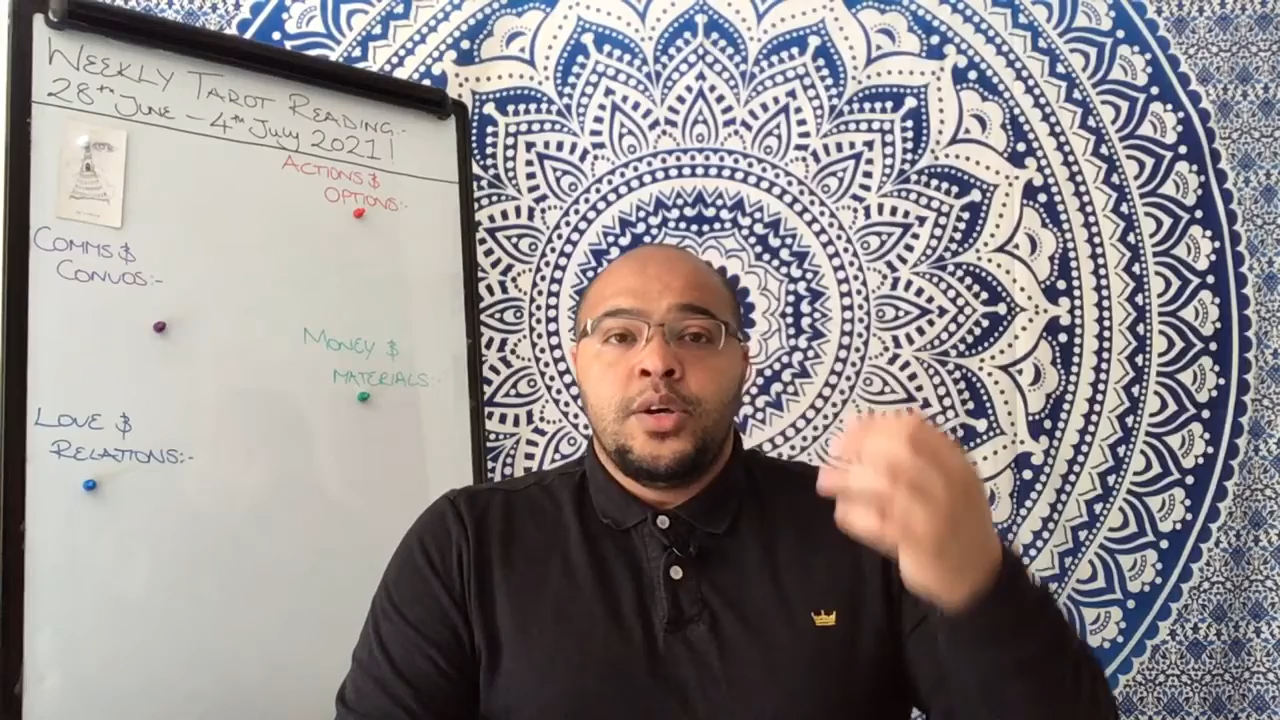 WEEKLY TAROT READING:-
28TH JUNE - 4TH JULY 2021!
ACTIONS &
OPTIONS:-
COMMS &
CONVOS:-
MONEY &
MATERIALS:-
LOVE &
RELATIONS:-